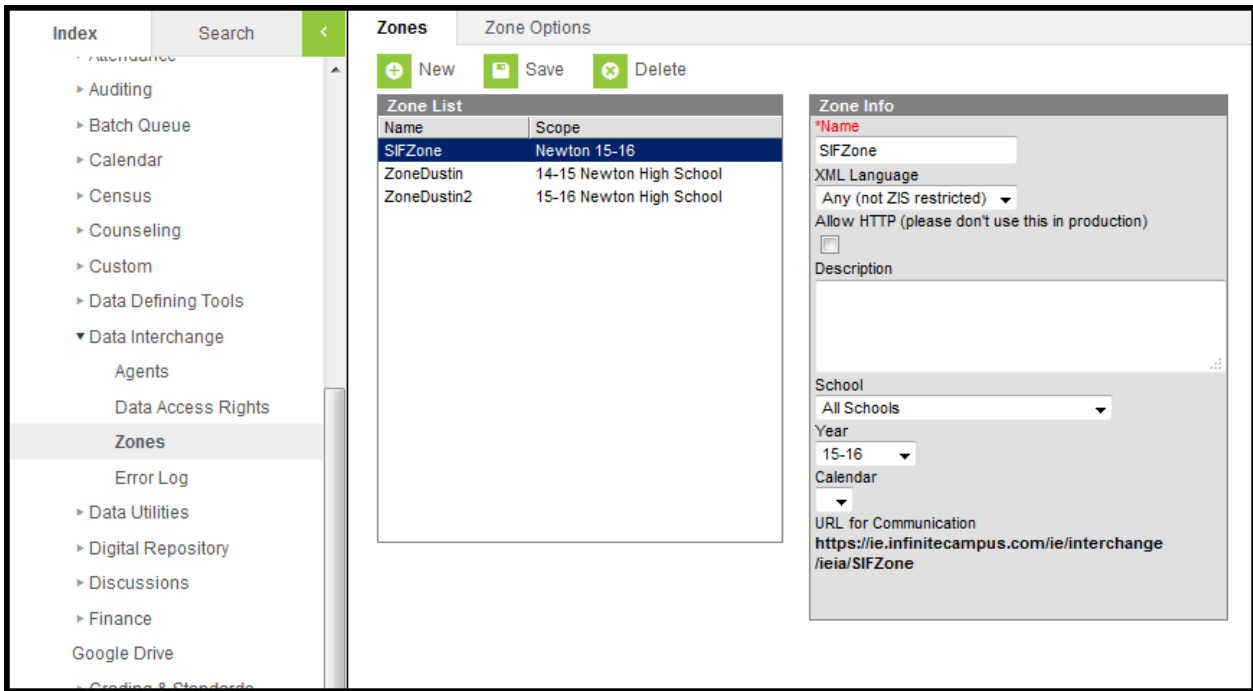 Index
Search
Attendance
Auditing
Batch Queue
Calendar
Census
Counseling
Custom
Data Defining Tools
Data Interchange
Agents
Data Access Rights
Zones
Error Log
Data Utilities
Digital Repository
Discussions
Finance
Google Drive
Grading & Standards
Zones
Zone Options
New
Save
Delete
Zone List
Name Scope
SIFZone Newton 15-16
ZoneDustin 14-15 Newton High School
ZoneDustin2 15-16 Newton High School
Zone Info
*Name
SIFZone
XML Language
Any (not ZIS restricted)
Allow HTTP (please don't use this in production)
Description
School
All Schools
Year
15-16
Calendar
URL for Communication
https://ie.infinitecampus.com/ie/interchange
/ieia/SIFZone